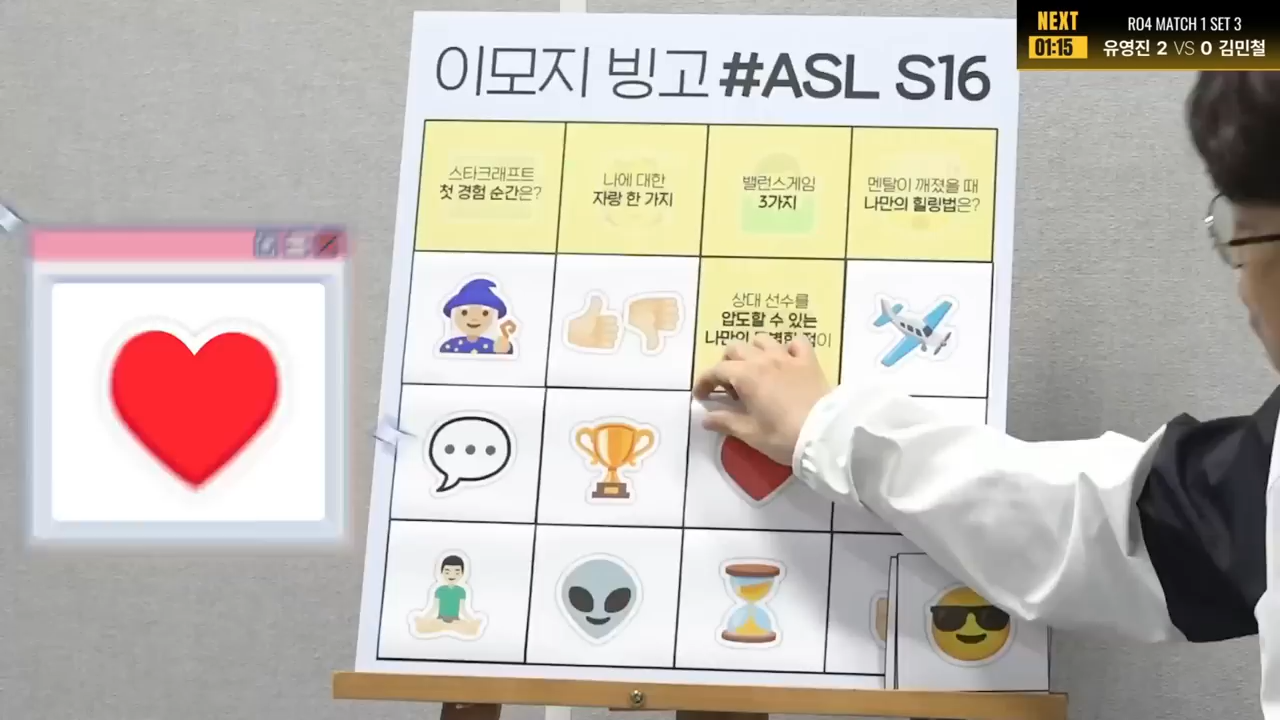 NEXT
01:15
RO4 MATCH 1 SET 3
유영진 2 VS 0 김민철
이모지 빙고 #ASL S16
스타크래프트
첫 경험 순간은?
나에 대한
자랑 한 가지
밸런스게임
3가지
멘탈이 깨졌을 때
나만의 힐링법은?
상대 선수를
압도할 수 있는
나만의